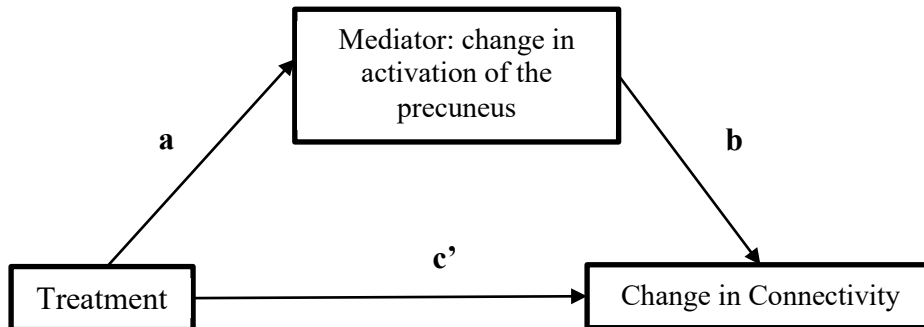 Mediator: change in
activation of the
precuneus
a
b
c’
Treatment
Change in Connectivity